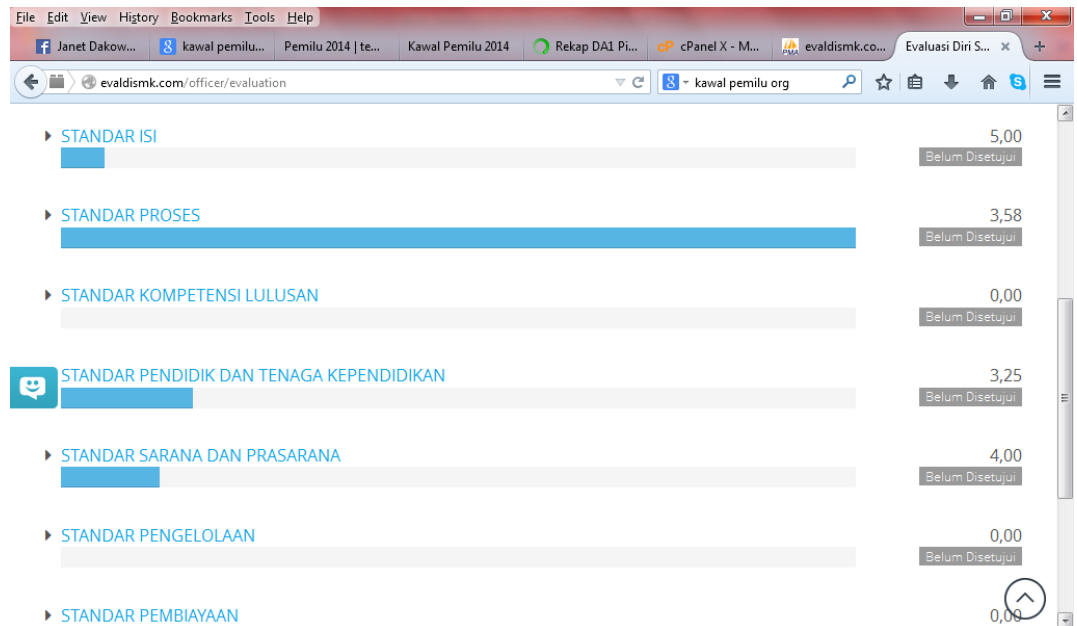 File Edit View History Bookmarks Tools Help
Janet Dakow... kawal pemilu... Pemilu 2014 | te... Kawal Pemilu 2014 Rekap DA1 Pi... cP cPanel X - M... PMA evaldismk.co... Evaluasi Diri S...
evaldismk.com/officer/evaluation kawal pemilu org
STANDAR ISI 5,00
Belum Disetujui
STANDAR PROSES 3,58
Belum Disetujui
STANDAR KOMPETENSI LULUSAN 0,00
Belum Disetujui
STANDAR PENDIDIK DAN TENAGA KEPENDIDIKAN 3,25
Belum Disetujui
STANDAR SARANA DAN PRASARANA 4,00
Belum Disetujui
STANDAR PENGELOLAAN 0,00
Belum Disetujui
STANDAR PEMBIAYAAN 0,00